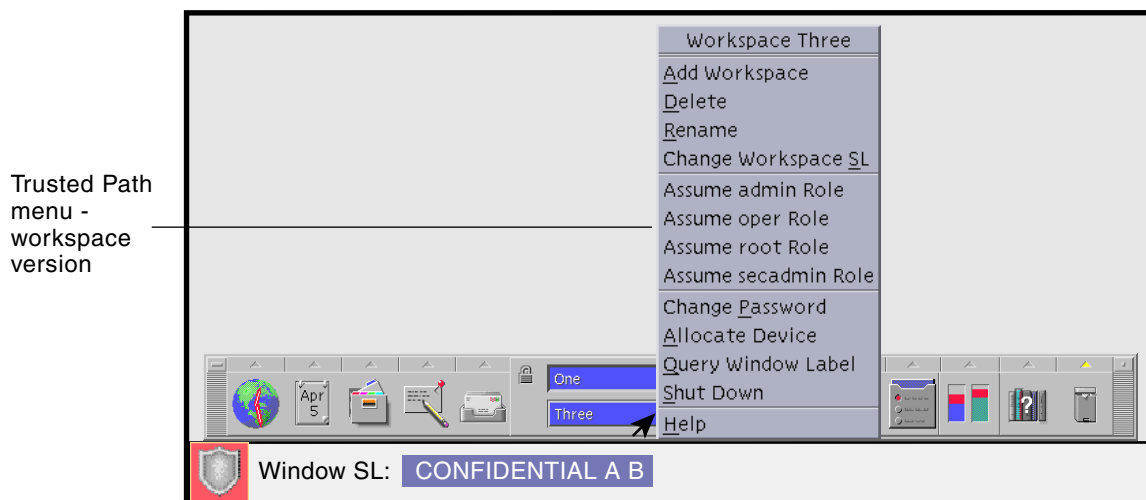 Workspace Three
Add Workspace
Delete
Rename
Change Workspace SL
Assume admin Role
Assume oper Role
Assume root Role
Assume secadmin Role
Change Password
Allocate Device
Query Window Label
Shut Down
Help
Trusted Path
menu -
workspace
version
Apr
5
One
Three
?
Window SL: CONFIDENTIAL A B